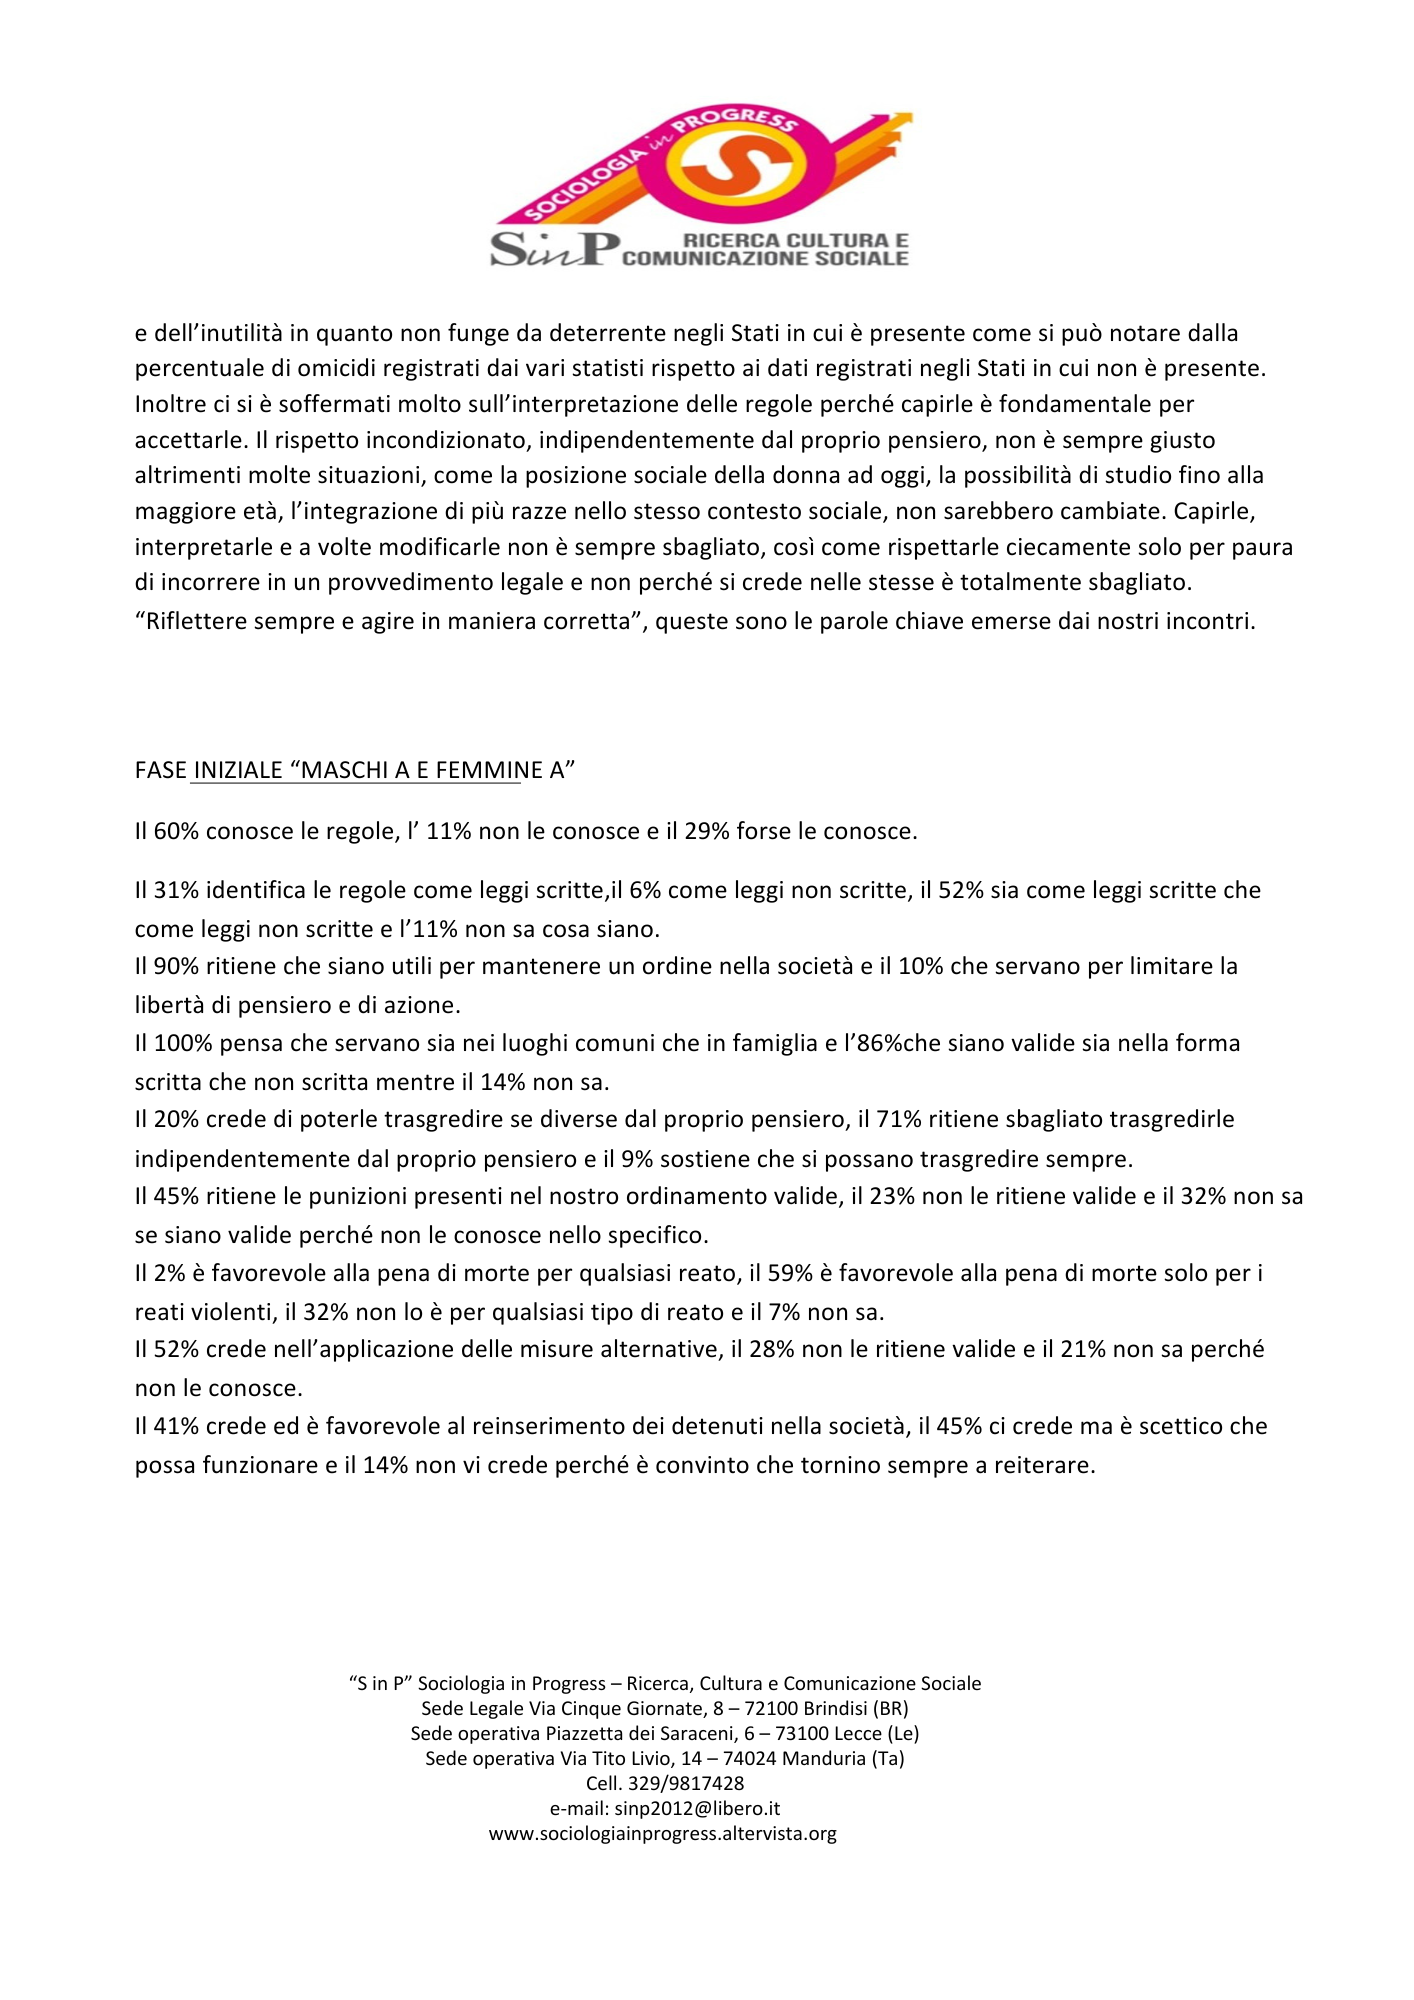 SOCIOLOGIA in PROGRESS
S
SinP RICERCA CULTURA E
COMUNICAZIONE SOCIALE
e dell’inutilità in quanto non funge da deterrente negli Stati in cui è presente come si può notare dalla
percentuale di omicidi registrati dai vari statisti rispetto ai dati registrati negli Stati in cui non è presente.
Inoltre ci si è soffermati molto sull’interpretazione delle regole perché capirle è fondamentale per
accettarle. Il rispetto incondizionato, indipendentemente dal proprio pensiero, non è sempre giusto
altrimenti molte situazioni, come la posizione sociale della donna ad oggi, la possibilità di studio fino alla
maggiore età, l’integrazione di più razze nello stesso contesto sociale, non sarebbero cambiate. Capirle,
interpretarle e a volte modificarle non è sempre sbagliato, così come rispettarle ciecamente solo per paura
di incorrere in un provvedimento legale e non perché si crede nelle stesse è totalmente sbagliato.
“Riflettere sempre e agire in maniera corretta”, queste sono le parole chiave emerse dai nostri incontri.
FASE INIZIALE “MASCHI A E FEMMINE A”
Il 60% conosce le regole, l’ 11% non le conosce e il 29% forse le conosce.
Il 31% identifica le regole come leggi scritte,il 6% come leggi non scritte, il 52% sia come leggi scritte che
come leggi non scritte e l’11% non sa cosa siano.
Il 90% ritiene che siano utili per mantenere un ordine nella società e il 10% che servano per limitare la
libertà di pensiero e di azione.
Il 100% pensa che servano sia nei luoghi comuni che in famiglia e l’86%che siano valide sia nella forma
scritta che non scritta mentre il 14% non sa.
Il 20% crede di poterle trasgredire se diverse dal proprio pensiero, il 71% ritiene sbagliato trasgredirle
indipendentemente dal proprio pensiero e il 9% sostiene che si possano trasgredire sempre.
Il 45% ritiene le punizioni presenti nel nostro ordinamento valide, il 23% non le ritiene valide e il 32% non sa
se siano valide perché non le conosce nello specifico.
Il 2% è favorevole alla pena di morte per qualsiasi reato, il 59% è favorevole alla pena di morte solo per i
reati violenti, il 32% non lo è per qualsiasi tipo di reato e il 7% non sa.
Il 52% crede nell’applicazione delle misure alternative, il 28% non le ritiene valide e il 21% non sa perché
non le conosce.
Il 41% crede ed è favorevole al reinserimento dei detenuti nella società, il 45% ci crede ma è scettico che
possa funzionare e il 14% non vi crede perché è convinto che tornino sempre a reiterare.
“S in P” Sociologia in Progress – Ricerca, Cultura e Comunicazione Sociale
Sede Legale Via Cinque Giornate, 8 – 72100 Brindisi (BR)
Sede operativa Piazzetta dei Saraceni, 6 – 73100 Lecce (Le)
Sede operativa Via Tito Livio, 14 – 74024 Manduria (Ta)
Cell. 329/9817428
e-mail: sinp2012@libero.it
www.sociologiainprogress.altervista.org